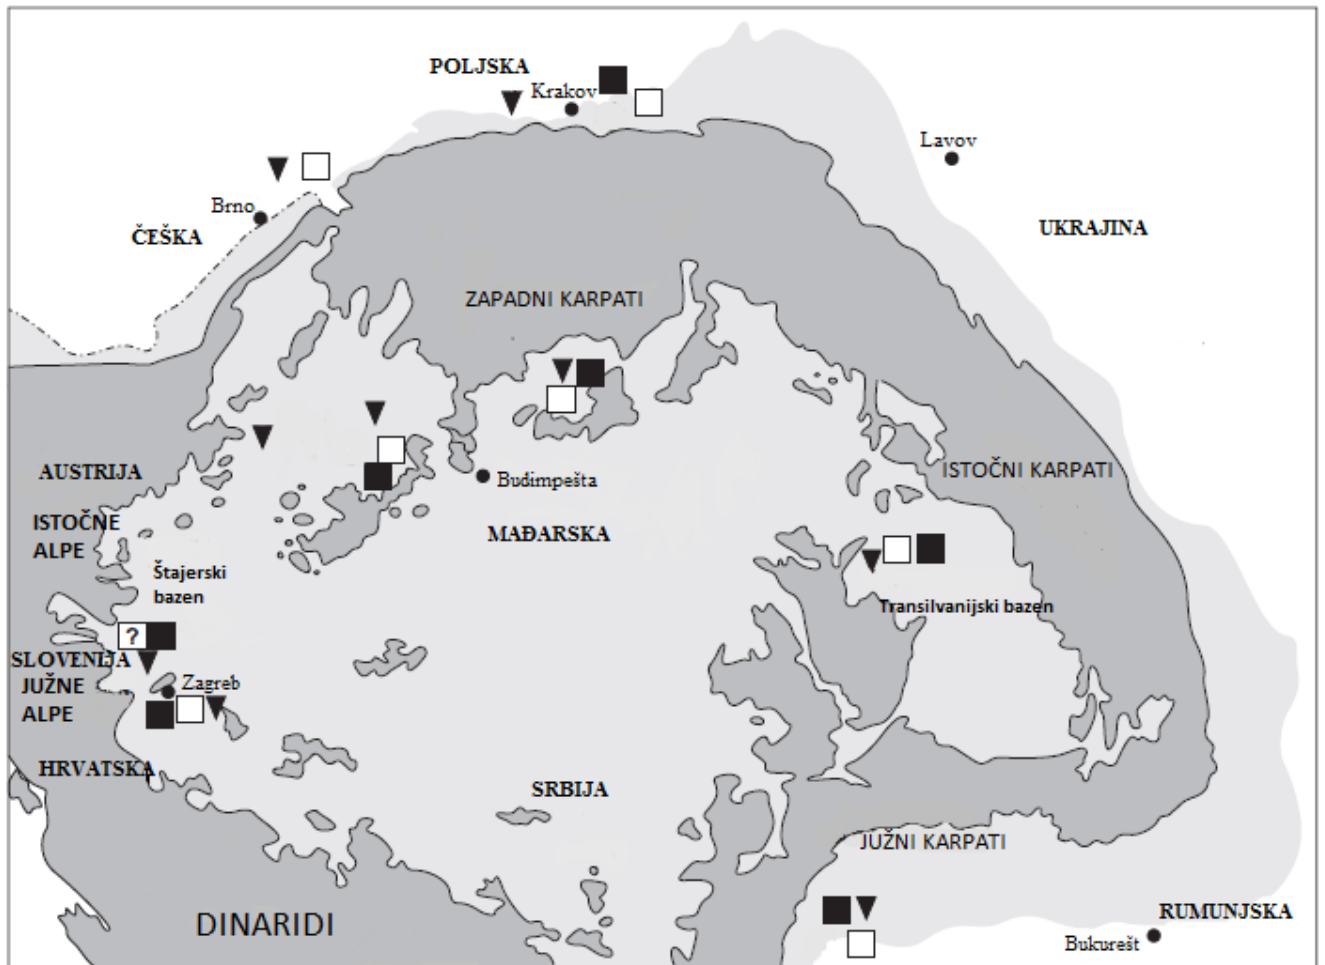 POLJSKA
Krakov
Lavov
Brno
ČEŠKA
UKRAJINA
ZAPADNI KARPATI
AUSTRIJA
ISTOČNI KARPATI
Budimpešta
ISTOČNE
ALPE
MAĐARSKA
Štajerski
bazen
Transilvanijski bazen
?
SLOVENIJA
JUŽNE
ALPE
Zagreb
HRVATSKA
SRBIJA
JUŽNI KARPATI
DINARIDI
RUMUNJSKA
Bukurešt